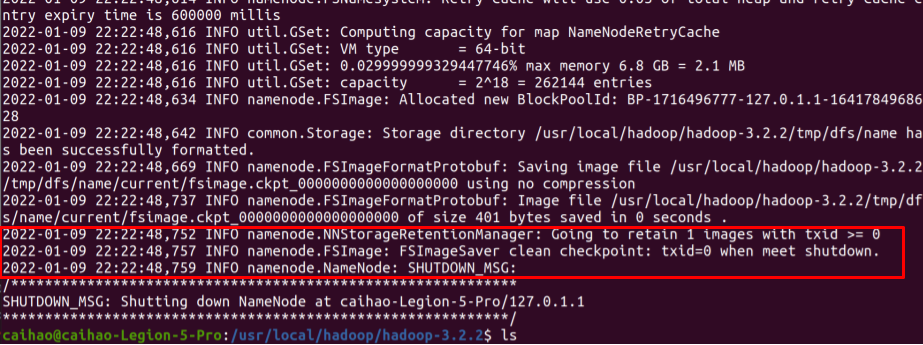 2022-01-09 22:22:48,614 INFO namenode.FSNamesystem: Retry cache will use 0.03 of total heap and retry cache e
ntry expiry time is 600000 millis
2022-01-09 22:22:48,616 INFO util.GSet: Computing capacity for map NameNodeRetryCache
2022-01-09 22:22:48,616 INFO util.GSet: VM type       = 64-bit
2022-01-09 22:22:48,616 INFO util.GSet: 0.029999999329447746% max memory 6.8 GB = 2.1 MB
2022-01-09 22:22:48,616 INFO util.GSet: capacity      = 2^18 = 262144 entries
2022-01-09 22:22:48,634 INFO namenode.FSImage: Allocated new BlockPoolId: BP-1716496777-127.0.1.1-16417849686
28
2022-01-09 22:22:48,642 INFO common.Storage: Storage directory /usr/local/hadoop/hadoop-3.2.2/tmp/dfs/name ha
s been successfully formatted.
2022-01-09 22:22:48,669 INFO namenode.FSImageFormatProtobuf: Saving image file /usr/local/hadoop/hadoop-3.2.2
/tmp/dfs/name/current/fsimage.ckpt_0000000000000000000 using no compression
2022-01-09 22:22:48,737 INFO namenode.FSImageFormatProtobuf: Image file /usr/local/hadoop/hadoop-3.2.2/tmp/df
s/name/current/fsimage.ckpt_0000000000000000000 of size 401 bytes saved in 0 seconds .
2022-01-09 22:22:48,752 INFO namenode.NNStorageRetentionManager: Going to retain 1 images with txid >= 0
2022-01-09 22:22:48,757 INFO namenode.FSImage: FSImageSaver clean checkpoint: txid=0 when meet shutdown.
2022-01-09 22:22:48,759 INFO namenode.NameNode: SHUTDOWN_MSG:
/************************************************************
SHUTDOWN_MSG: Shutting down NameNode at caihao-Legion-5-Pro/127.0.1.1
************************************************************/
caihao@caihao-Legion-5-Pro:/usr/local/hadoop/hadoop-3.2.2$ ls